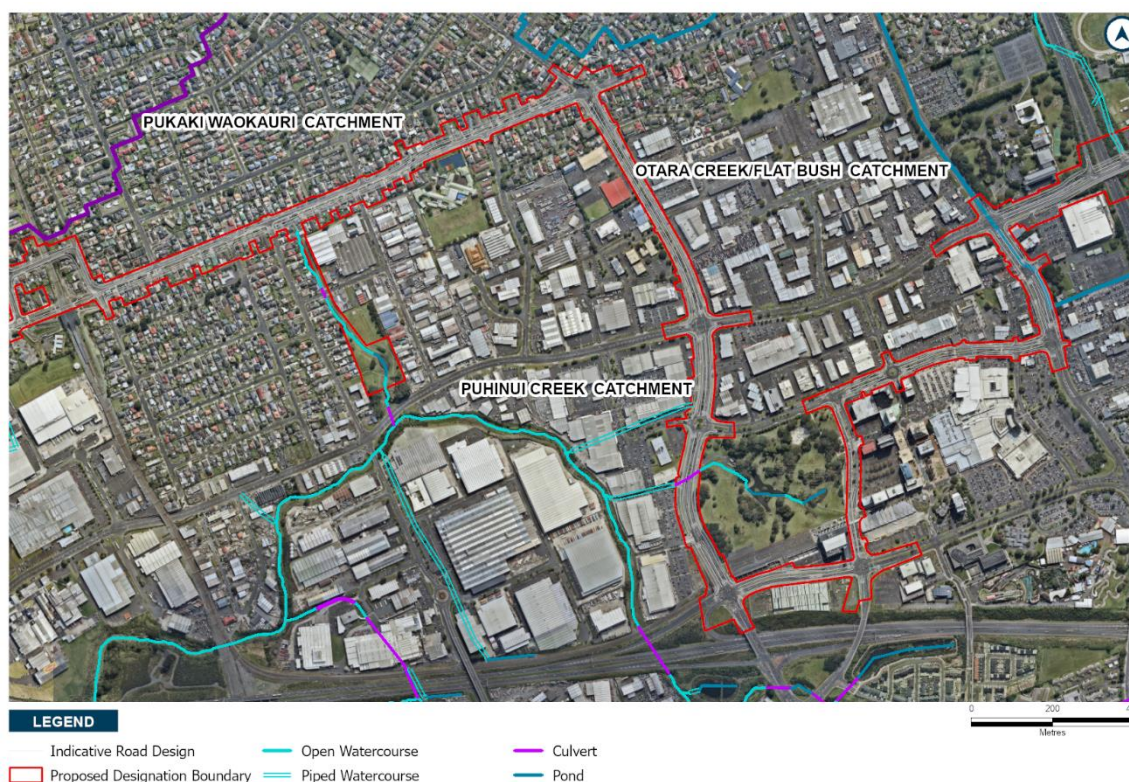 PUKAKI WAOKAURI CATCHMENT
OTARA CREEK/FLAT BUSH CATCHMENT
PUHINUI CREEK CATCHMENT
LEGEND
0 200 4
Metres
Indicative Road Design
Open Watercourse
Culvert
Proposed Designation Boundary
Piped Watercourse
Pond